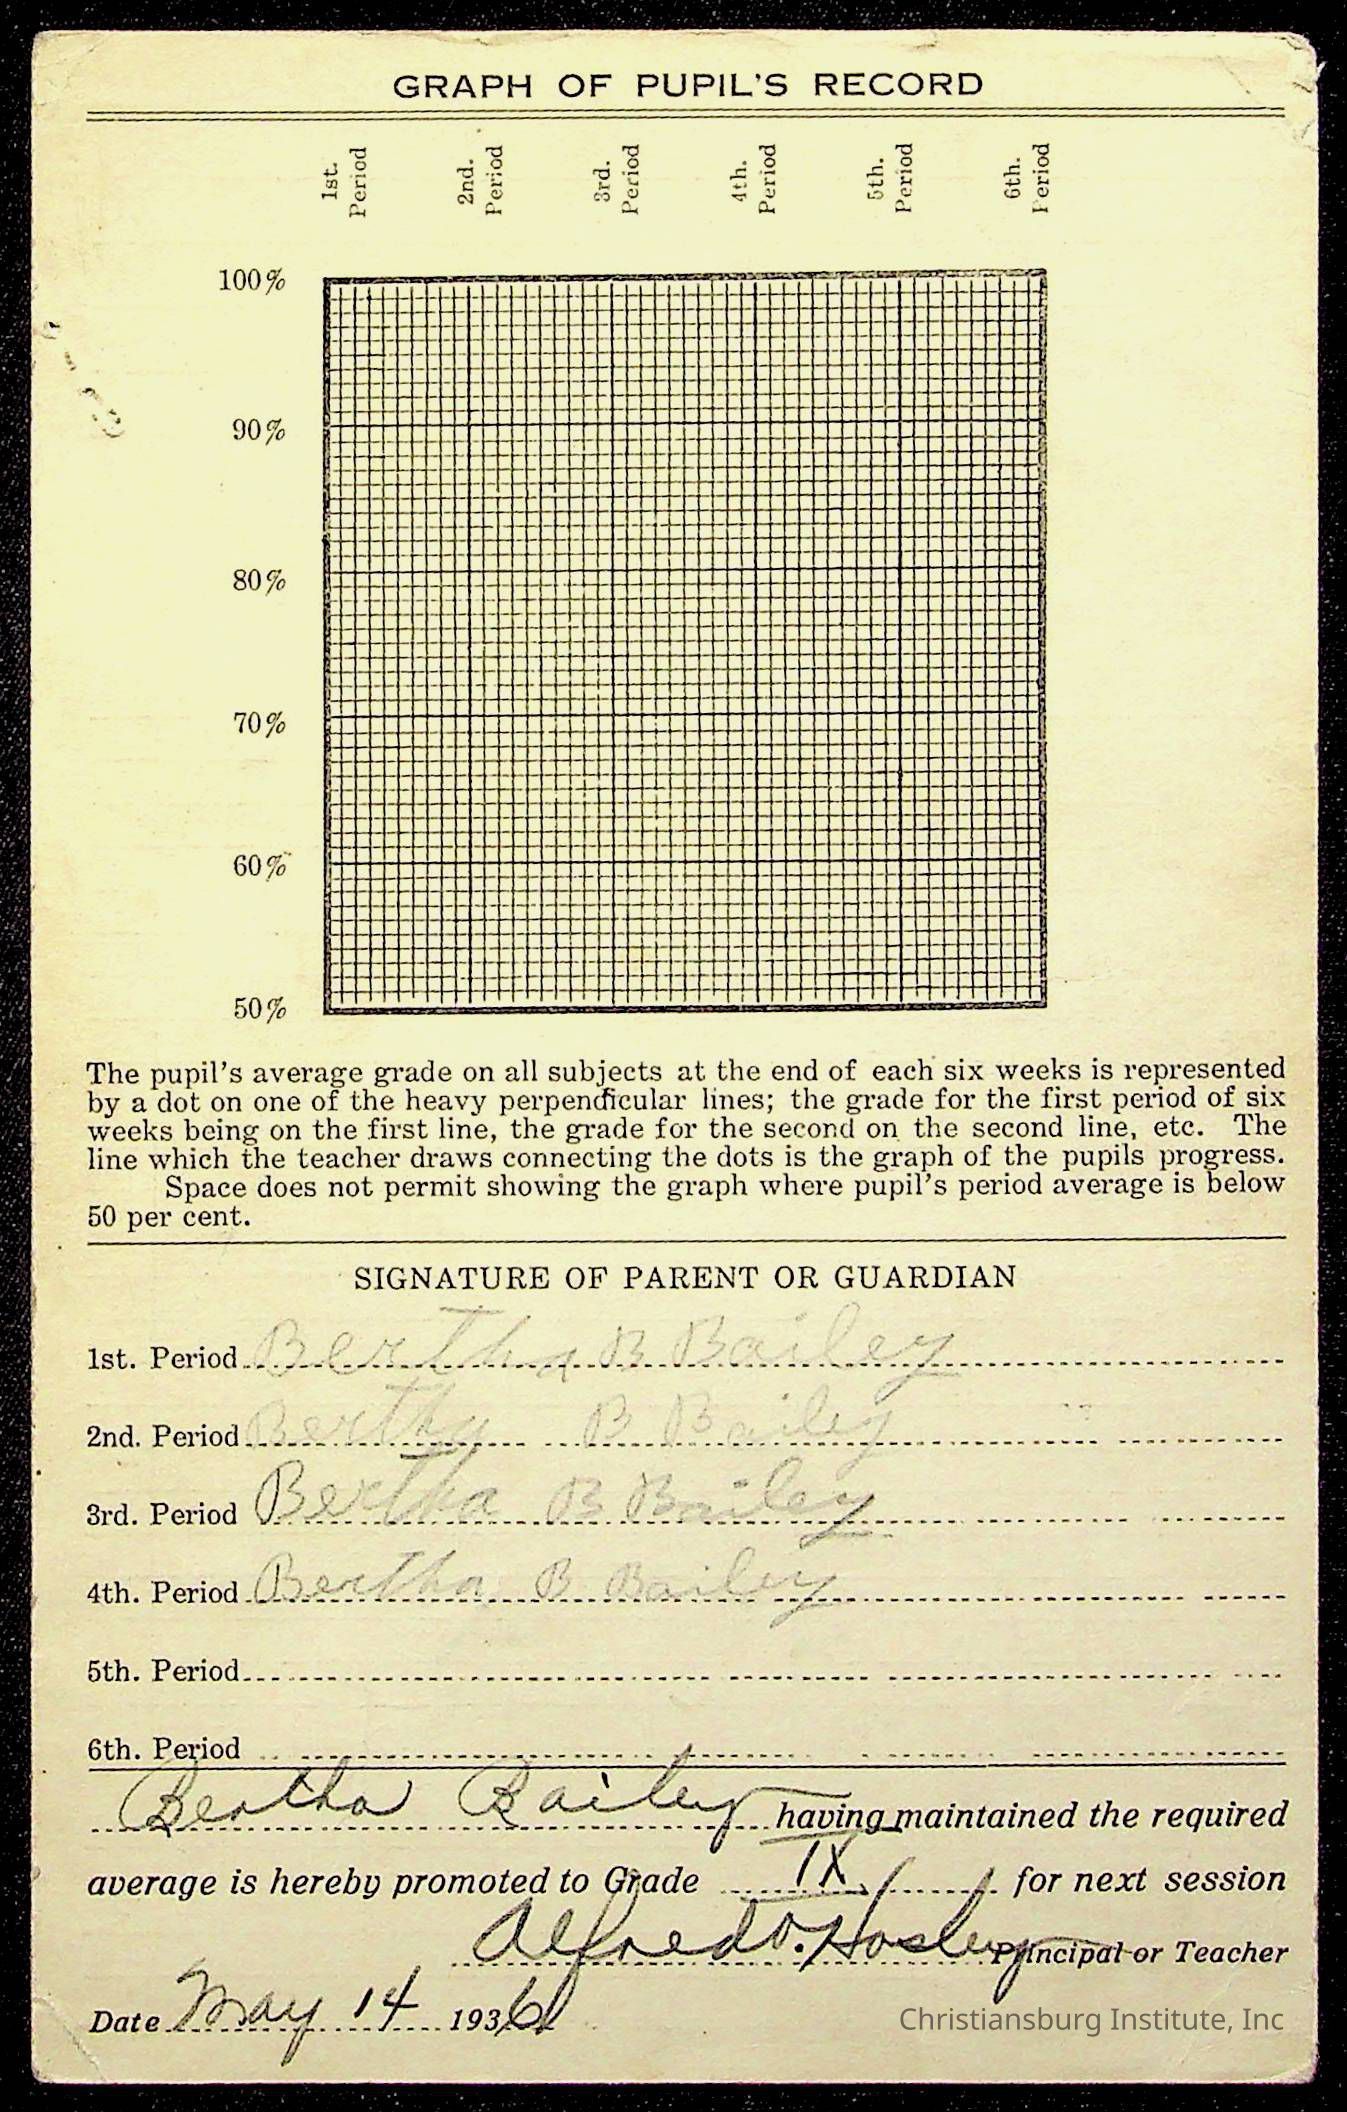 GRAPH OF PUPIL'S RECORD
1st. Period 2nd. Period 3rd. Period 4th. Period 5th. Period 6th. Period
100%
90%
80%
70%
60%
50%
The pupil's average grade on all subjects at the end of each six weeks is represented
by a dot on one of the heavy perpendicular lines; the grade for the first period of six
weeks being on the first line, the grade for the second on the second line, etc. The
line which the teacher draws connecting the dots is the graph of the pupils progress.
Space does not permit showing the graph where pupil's period average is below
50 per cent.
SIGNATURE OF PARENT OR GUARDIAN
1st. Period Bertha B Bailey
2nd. Period Bertha B Bailey
3rd. Period Bertha B Bailey
4th. Period Bertha B Bailey
5th. Period
6th. Period
Bertha Bailey having maintained the required
average is hereby promoted to Grade IX for next session
Alfred O. Hosley Principal or Teacher
Date May 14 1936
Christiansburg Institute, Inc